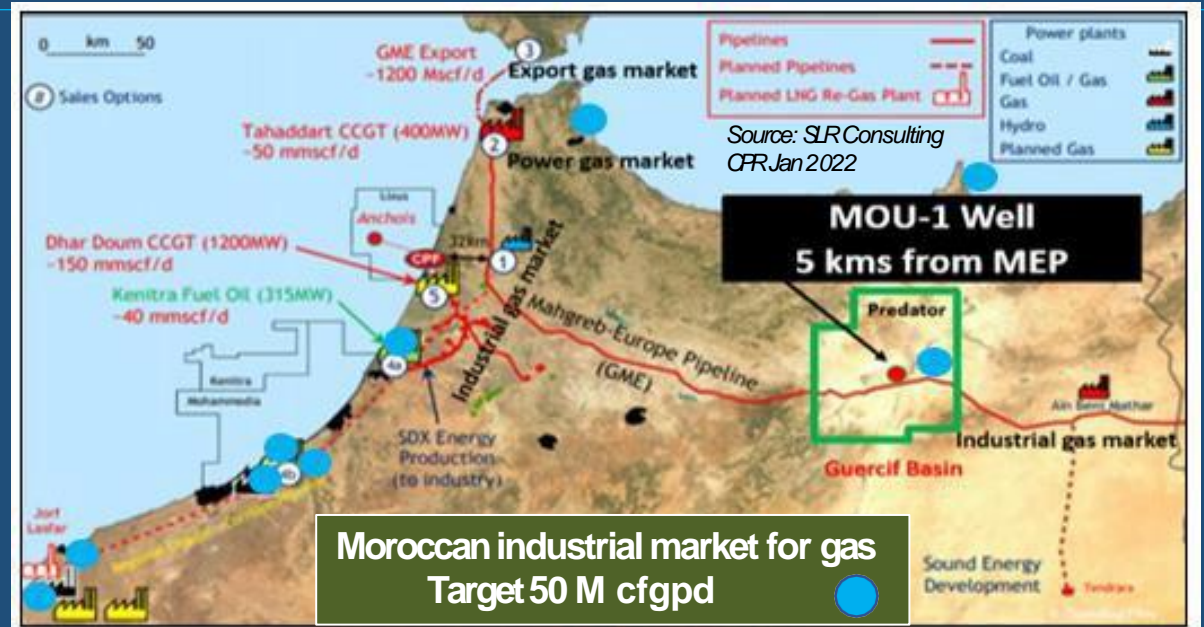 0 km 50
# Sales Options
GME Export
~1200 Mscf/d
3
Export gas market
Tahaddart CCGT (400MW)
~50 mmscf/d
2
Power gas market
Pipelines
Planned Pipelines
Planned LNG Re-Gas Plant
Power plants
Coal
Fuel Oil / Gas
Gas
Hydro
Planned Gas
Source: SLR Consulting
CPR Jan 2022
MOU-1 Well
5 kms from MEP
Lixus
Anchois
CPF
32km
1
Dhar Doum CCGT (1200MW)
~150 mmscf/d
5
Kenitra Fuel Oil (315MW)
~40 mmscf/d
4a
Industrial gas market
Mahgreb-Europe Pipeline
(GME)
Predator
Ain Beni Mathar
Industrial gas market
Guercif Basin
Kenitra
Mohammedia
SDX Energy
Production
(to industry)
4b
Jorf
Lasfar
Moroccan industrial market for gas
Target 50 M cfgpd
Sound Energy
Development
Tendrara